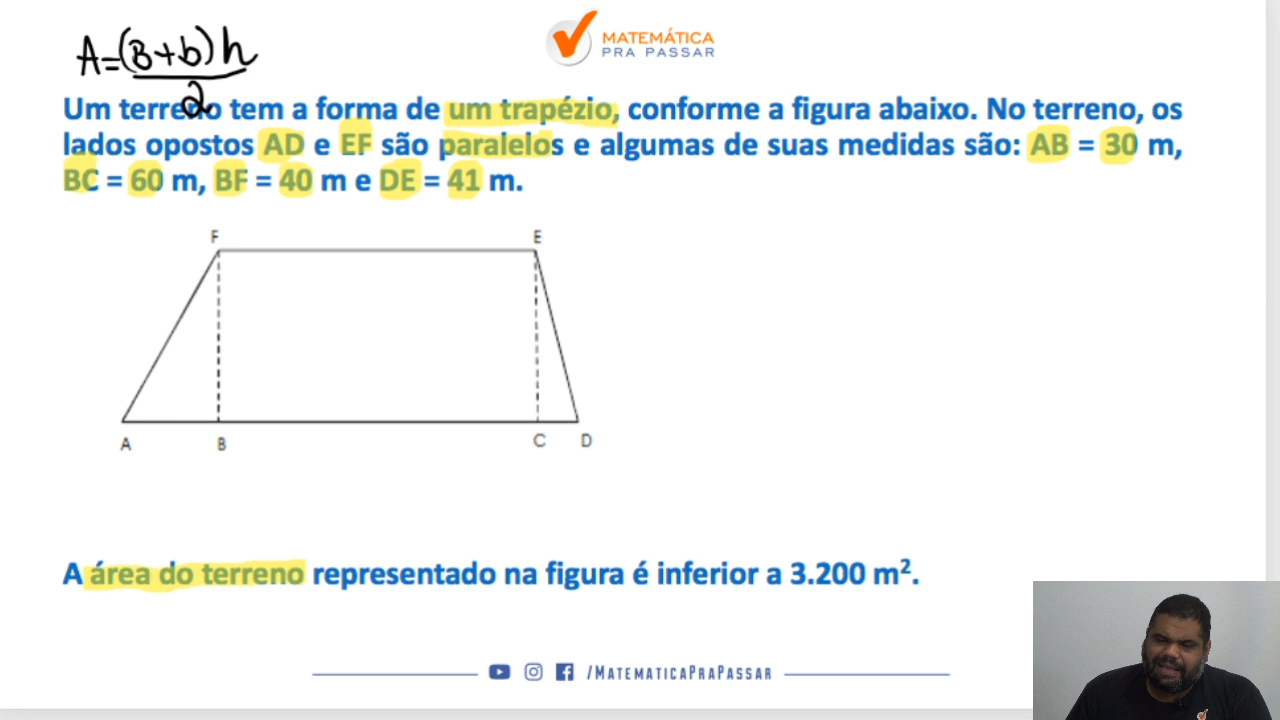 A=(B+b)h
2
MATEMÁTICA
PRA PASSAR
Um terreno tem a forma de um trapézio, conforme a figura abaixo. No terreno, os
lados opostos AD e EF são paralelos e algumas de suas medidas são: AB = 30 m,
BC = 60 m, BF = 40 m e DE = 41 m.
F E
A B C D
A área do terreno representado na figura é inferior a 3.200 m².
/MATEMATICAPRAPASSAR